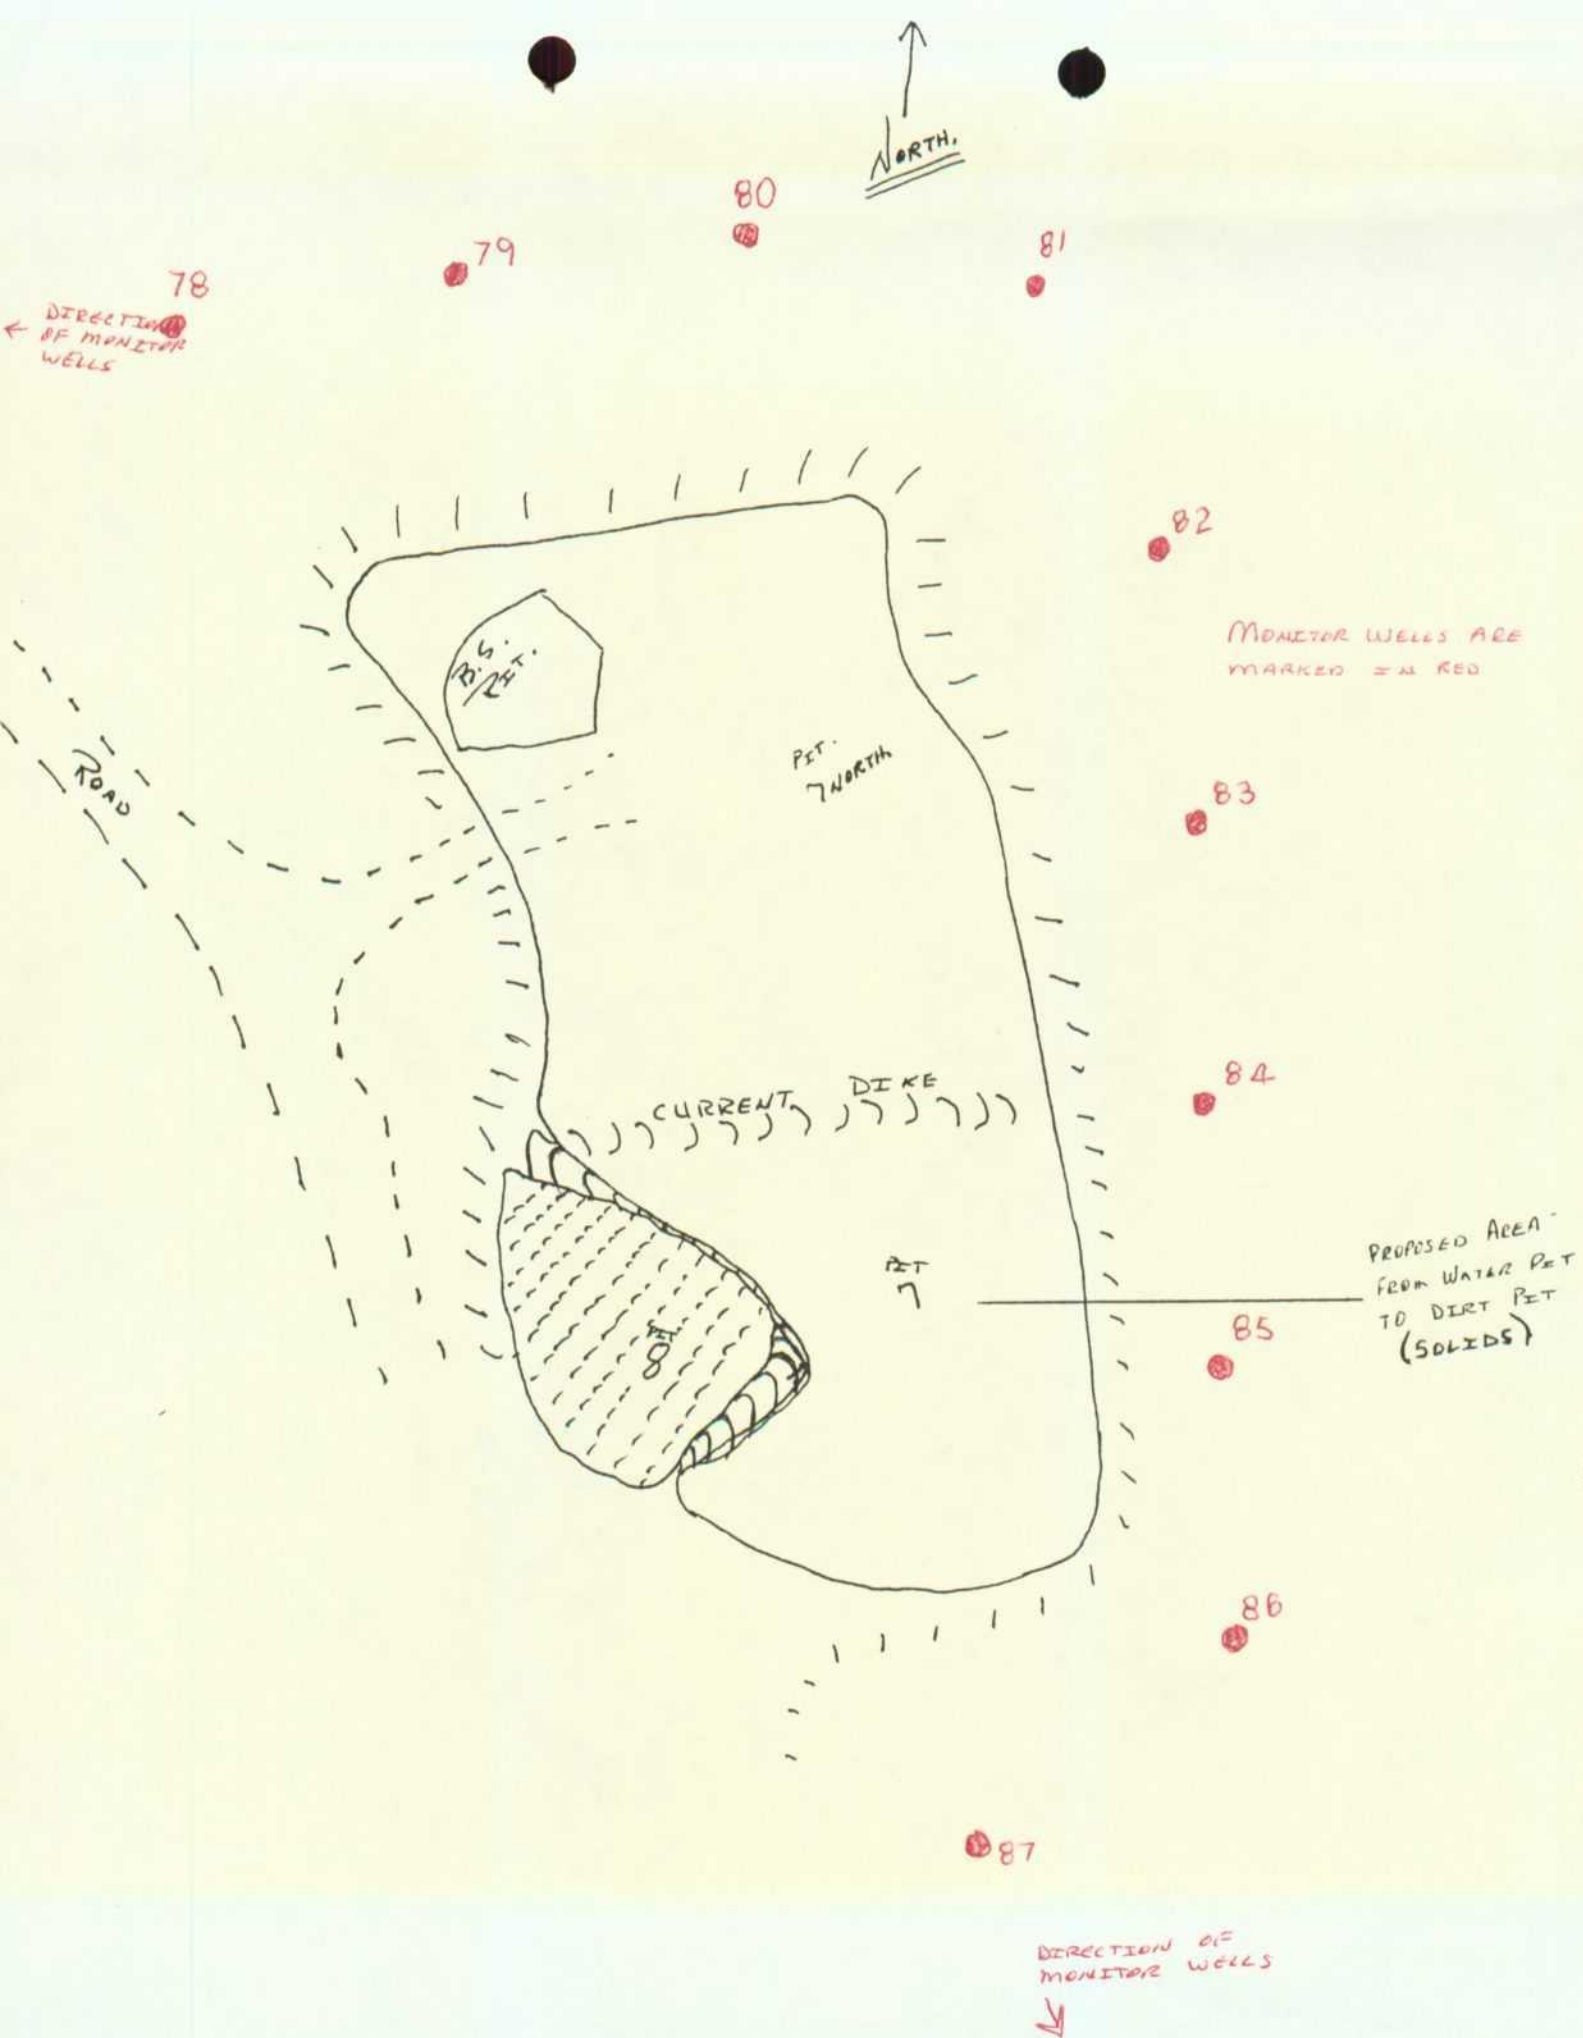 NORTH.
80
81
79
78
← DIRECTION
OF MONITOR
WELLS
82
MONITOR WELLS ARE
MARKED IN RED
B.S.
PIT.
PIT.
7 NORTH
ROAD
83
84
CURRENT DIKE
PROPOSED AREA -
FROM WATER PIT
TO DIRT PIT
(SOLIDS)
PIT
7
PIT.
8
85
86
87
DIRECTION OF
MONITOR WELLS